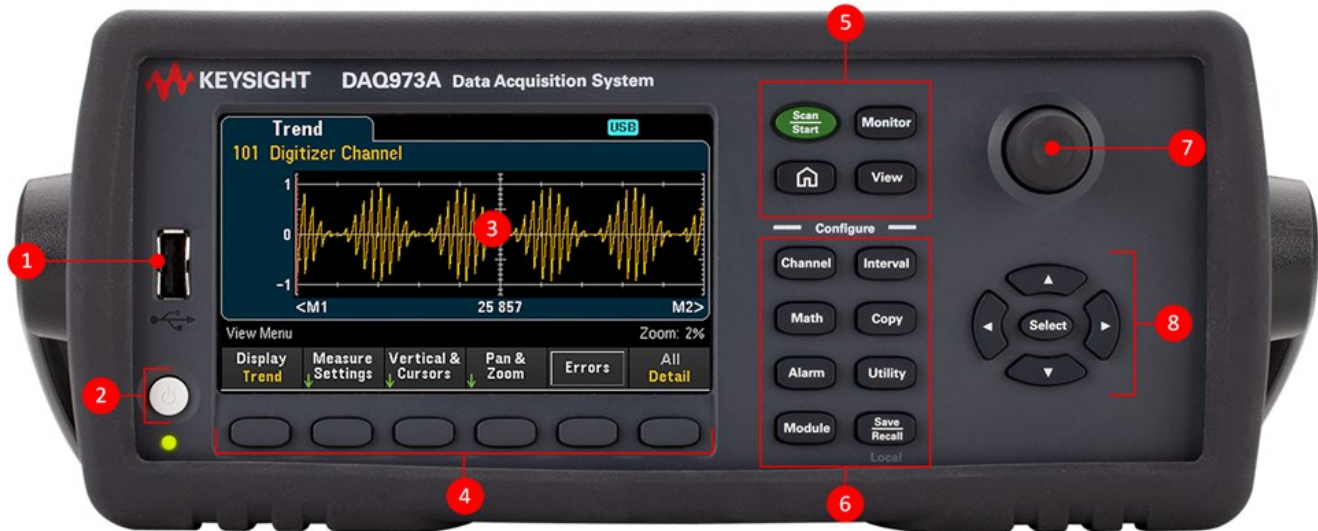 KEYSIGHT DAQ973A Data Acquisition System
Trend USB
101 Digitizer Channel
1
0
-1
<M1 25 857 M2>
View Menu Zoom: 2%
Display Measure Vertical & Pan & Errors All
Trend Settings Cursors Zoom Detail
1
2
3
4
5
Scan Monitor
Start
View
Configure
Channel Interval
Math Copy
Alarm Utility
Module Save
Recall
Local
6
7
Select
8